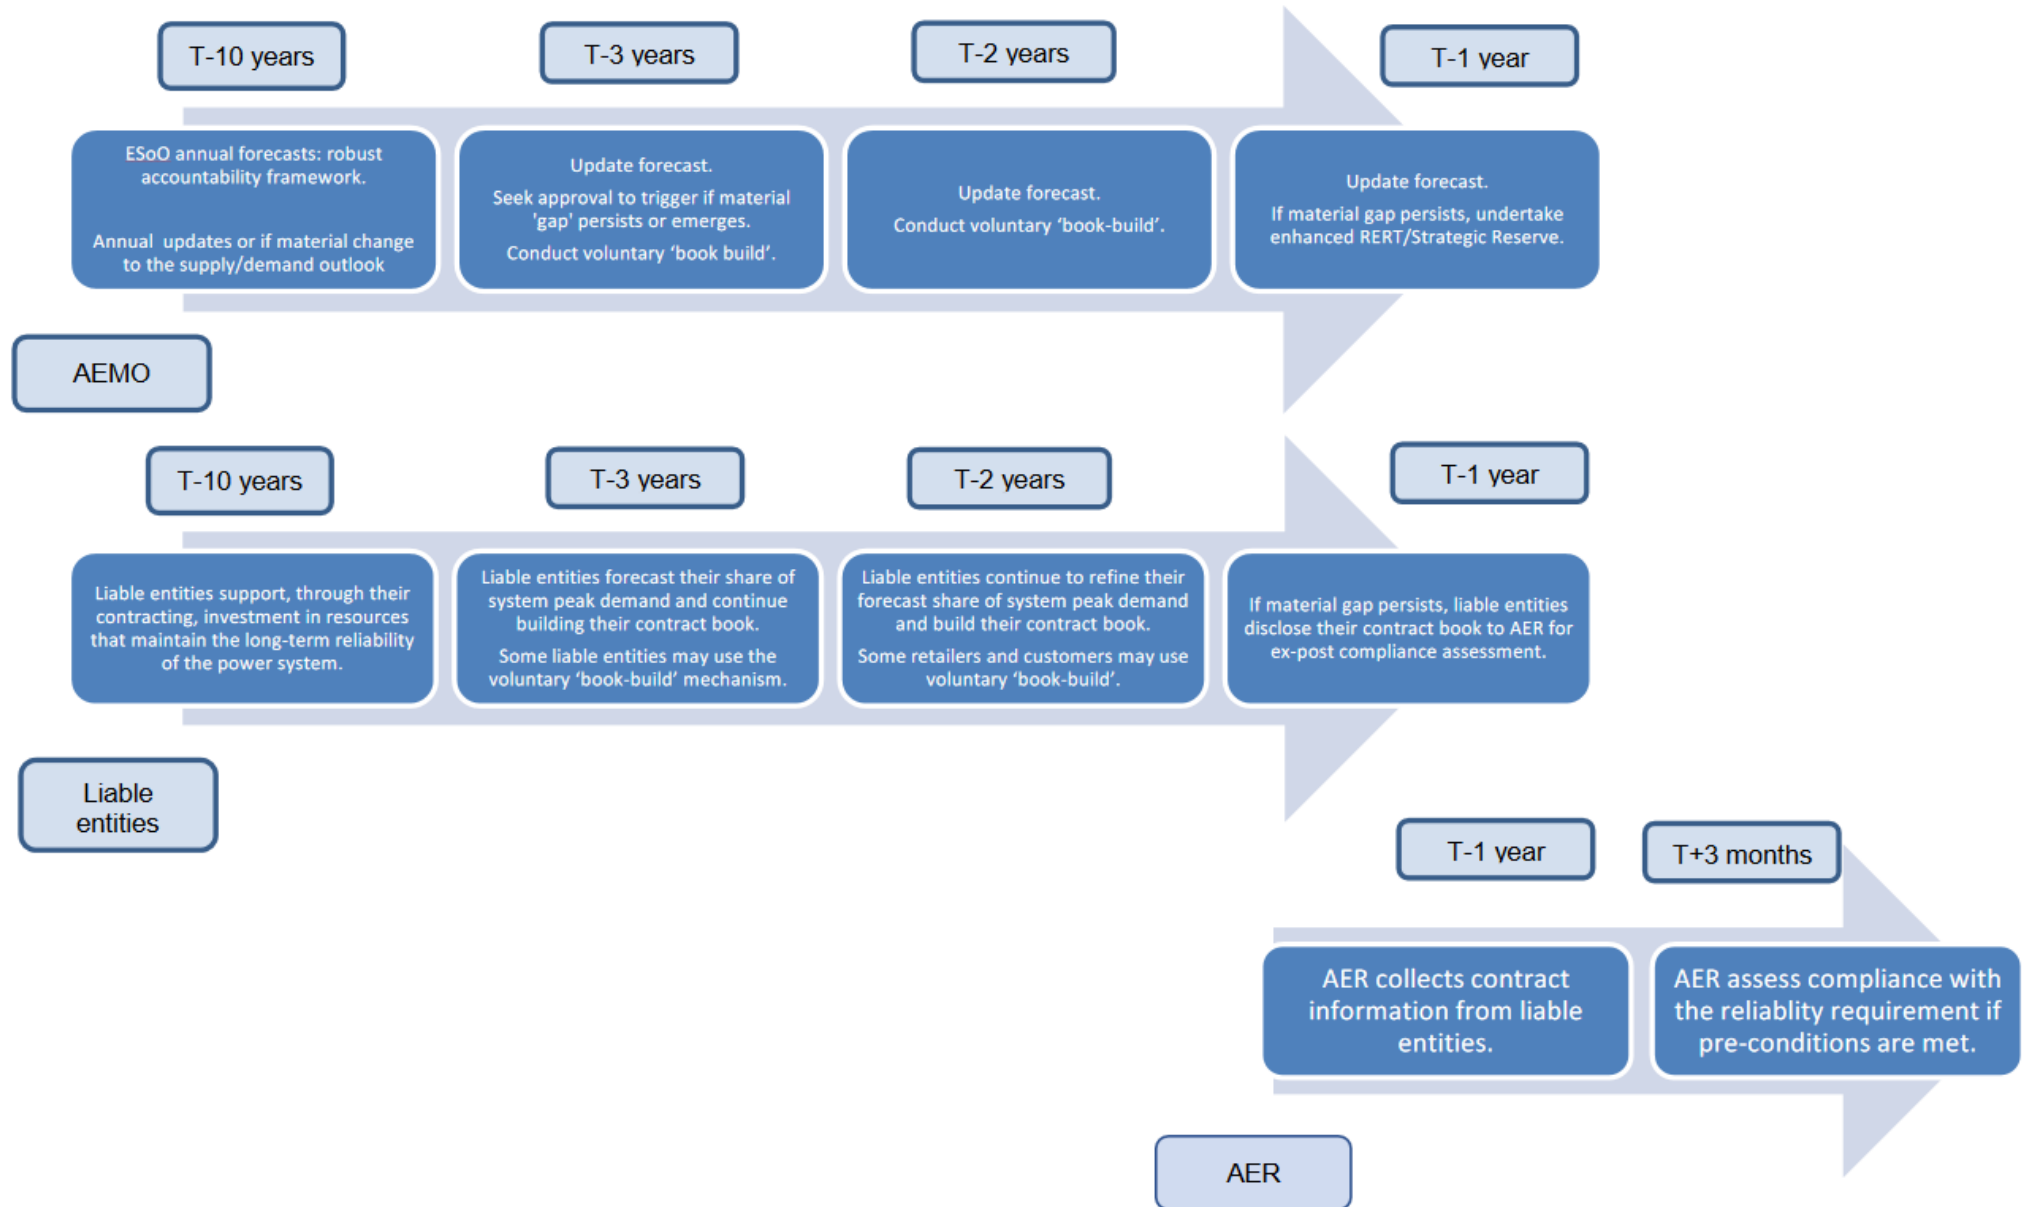 T-10 years
T-3 years
T-2 years
T-1 year
ESoO annual forecasts: robust
accountability framework.
Annual updates or if material change
to the supply/demand outlook
Update forecast.
Seek approval to trigger if material
'gap' persists or emerges.
Conduct voluntary ‘book build’.
Update forecast.
Conduct voluntary ‘book-build’.
Update forecast.
If material gap persists, undertake
enhanced RERT/Strategic Reserve.
AEMO
T-10 years
T-3 years
T-2 years
T-1 year
Liable entities support, through their
contracting, investment in resources
that maintain the long-term reliability
of the power system.
Liable entities forecast their share of
system peak demand and continue
building their contract book.
Some liable entities may use the
voluntary ‘book-build’ mechanism.
Liable entities continue to refine their
forecast share of system peak demand
and build their contract book.
Some retailers and customers may use
voluntary ‘book-build’.
If material gap persists, liable entities
disclose their contract book to AER for
ex-post compliance assessment.
Liable
entities
T-1 year
T+3 months
AER collects contract
information from liable
entities.
AER assess compliance with
the reliablity requirement if
pre-conditions are met.
AER